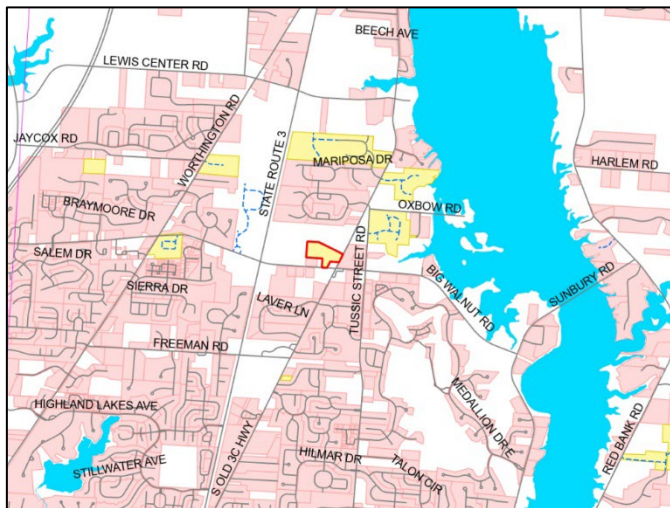 BEECH AVE
LEWIS CENTER RD
WORTHINGTON RD
STATE ROUTE 3
JAYCOX RD
MARIPOSA DR
HARLEM RD
BRAYMOORE DR
OXBOW RD
TUSSIC STREET RD
SALEM DR
SIERRA DR
BIG WALNUT RD
SUNBURY RD
LAVER LN
FREEMAN RD
MEDALLION DR E
HIGHLAND LAKES AVE
S OLD 3C HWY
RED BANK RD
STILLWATER AVE
HILMAR DR
TALON CIR